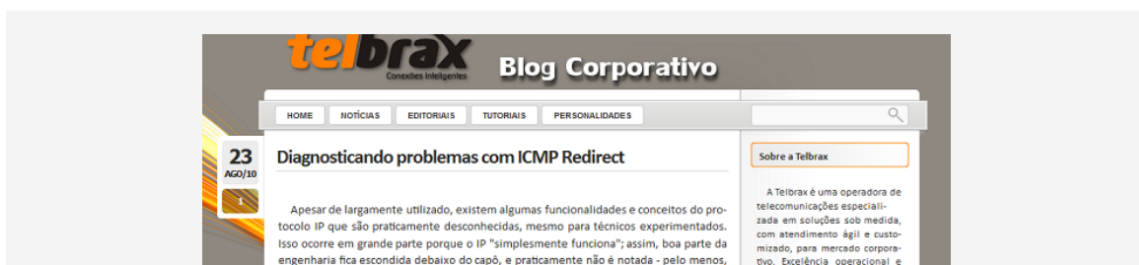 telbrax
Conexões Inteligentes
Blog Corporativo
HOME NOTÍCIAS EDITORIAIS TUTORIAIS PERSONALIDADES
23
AGO/10
1
Diagnosticando problemas com ICMP Redirect
Apesar de largamente utilizado, existem algumas funcionalidades e conceitos do pro-
tocolo IP que são praticamente desconhecidas, mesmo para técnicos experimentados.
Isso ocorre em grande parte porque o IP "simplesmente funciona"; assim, boa parte da
engenharia fica escondida debaixo do capô, e praticamente não é notada - pelo menos,
Sobre a Telbrax
A Telbrax é uma operadora de
telecomunicações especiali-
zada em soluções sob medida,
com atendimento ágil e custo-
mizado, para mercado corpora-
tivo. Excelência operacional e